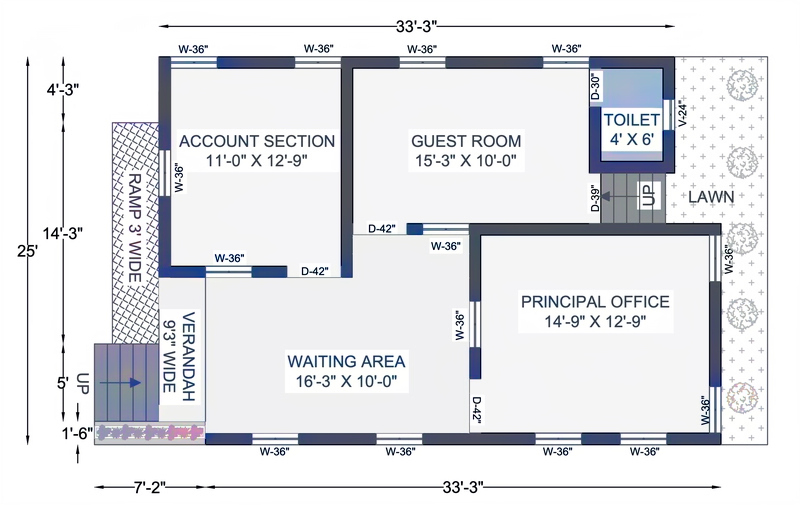 33'-3"
W-36"
W-36"
W-36"
W-36"
4'-3"
D-30"
V-24"
TOILET
4' X 6'
ACCOUNT SECTION
11'-0" X 12'-9"
GUEST ROOM
15'-3" X 10'-0"
W-36"
RAMP 3' WIDE
D-39"
UP
LAWN
14'-3"
25'
D-42"
W-36"
W-36"
W-36"
D-42"
PRINCIPAL OFFICE
14'-9" X 12'-9"
W-36"
VERANDAH
9'3" WIDE
WAITING AREA
16'-3" X 10'-0"
UP
5'
D-42"
W-36"
1'-6"
W-36"
W-36"
W-36"
W-36"
7'-2"
33'-3"